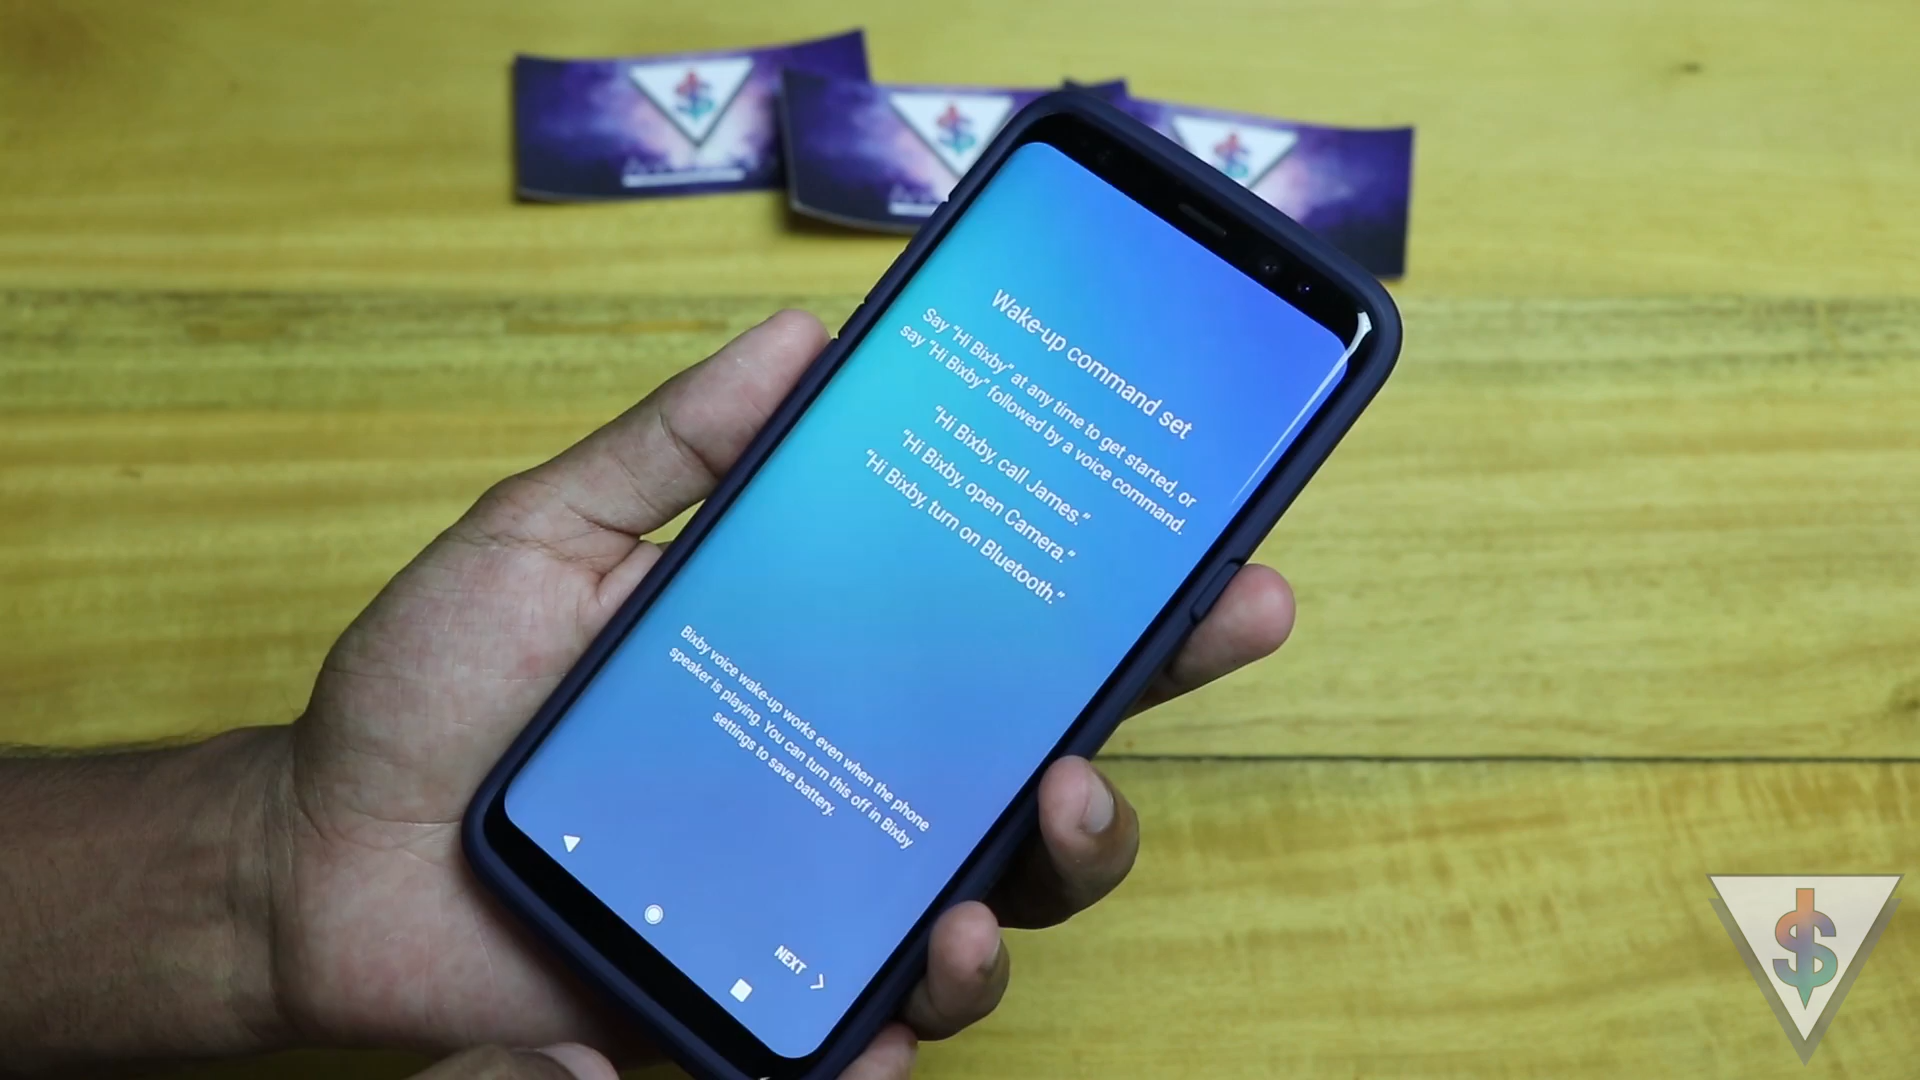 Wake-up command set
Say "Hi Bixby" at any time to get started, or
say "Hi Bixby" followed by a voice command.
"Hi Bixby, call James."
"Hi Bixby, open Camera."
"Hi Bixby, turn on Bluetooth."
Bixby voice wake-up works even when the phone
speaker is playing. You can turn this off in Bixby
settings to save battery.
NEXT
$